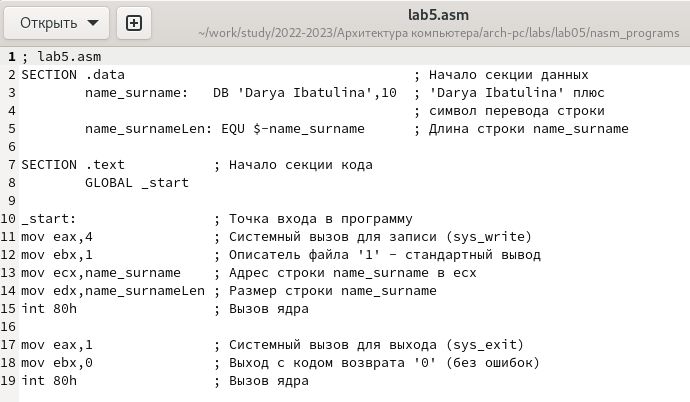 Открыть
lab5.asm
~/work/study/2022-2023/Архитектура компьютера/arch-pc/labs/lab05/nasm_programs
1 ; lab5.asm
2 SECTION .data                                    ; Начало секции данных
3         name_surname:   DB 'Darya Ibatulina',10  ; 'Darya Ibatulina' плюс
4                                                  ; символ перевода строки
5         name_surnameLen: EQU $-name_surname      ; Длина строки name_surname
6
7 SECTION .text           ; Начало секции кода
8         GLOBAL _start
9
10 _start:                 ; Точка входа в программу
11 mov eax,4               ; Системный вызов для записи (sys_write)
12 mov ebx,1               ; Описатель файла '1' - стандартный вывод
13 mov ecx,name_surname    ; Адрес строки name_surname в ecx
14 mov edx,name_surnameLen ; Размер строки name_surname
15 int 80h                 ; Вызов ядра
16
17 mov eax,1               ; Системный вызов для выхода (sys_exit)
18 mov ebx,0               ; Выход с кодом возврата '0' (без ошибок)
19 int 80h                 ; Вызов ядра